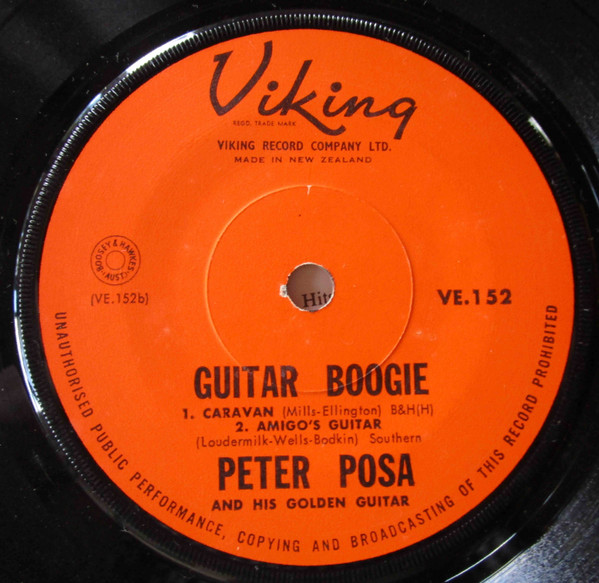 Viking
REGD. TRADE MARK
VIKING RECORD COMPANY LTD.
MADE IN NEW ZEALAND
BOOSEY & HAWKES
AUST.
(VE.152b)
VE.152
Hit
GUITAR BOOGIE
1. CARAVAN (Mills-Ellington) B&H(H)
2. AMIGO'S GUITAR
(Loudermilk-Wells-Bodkin) Southern
PETER POSA
AND HIS GOLDEN GUITAR
UNAUTHORISED PUBLIC PERFORMANCE, COPYING AND BROADCASTING OF THIS RECORD PROHIBITED